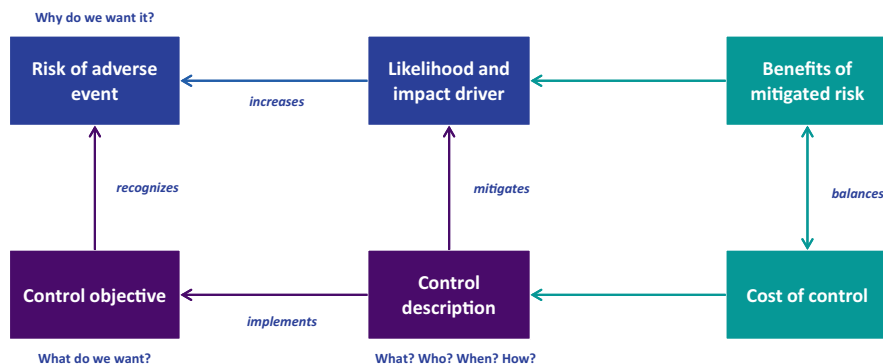 Why do we want it?
Risk of adverse
event
increases
Likelihood and
impact driver
Benefits of
mitigated risk
recognizes
mitigates
balances
Control objective
implements
Control
description
Cost of control
What do we want?
What? Who? When? How?